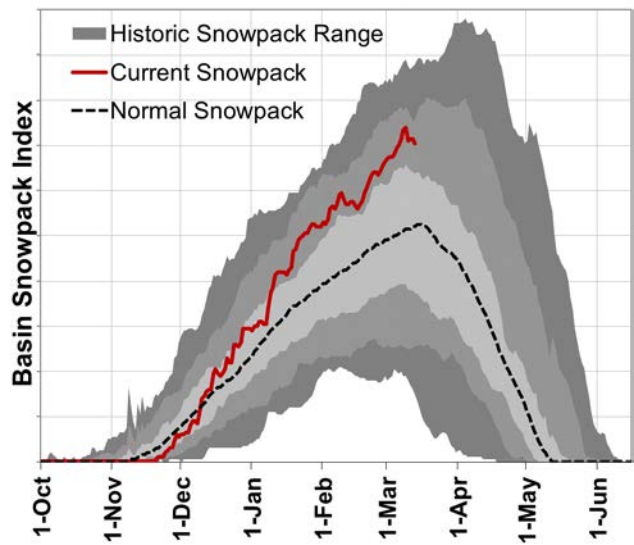 Historic Snowpack Range
Current Snowpack
Normal Snowpack
Basin Snowpack Index
1-Oct
1-Nov
1-Dec
1-Jan
1-Feb
1-Mar
1-Apr
1-May
1-Jun